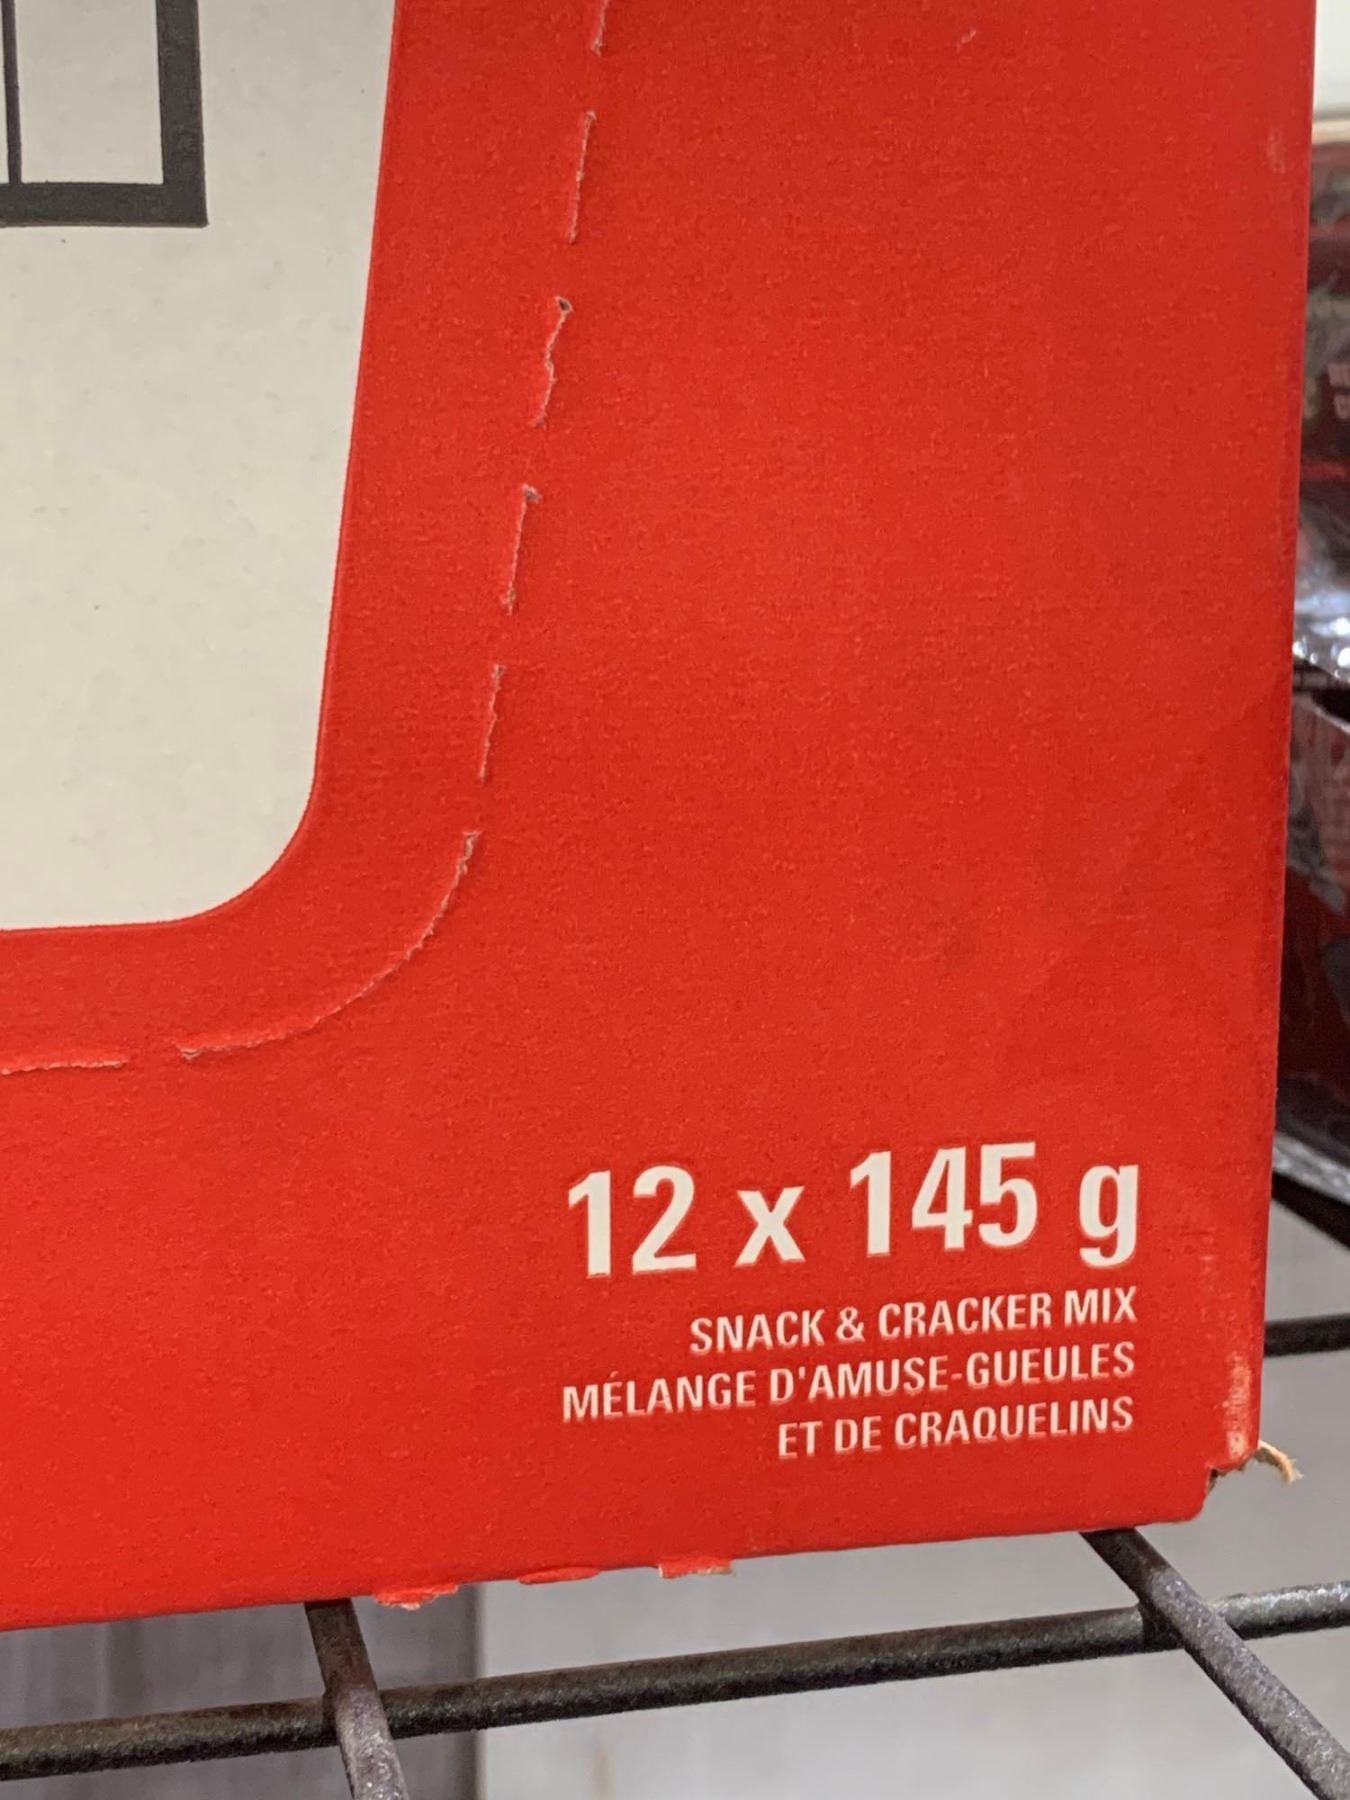 12 x 145 g
SNACK & CRACKER MIX
MÉLANGE D'AMUSE-GUEULES
ET DE CRAQUELINS